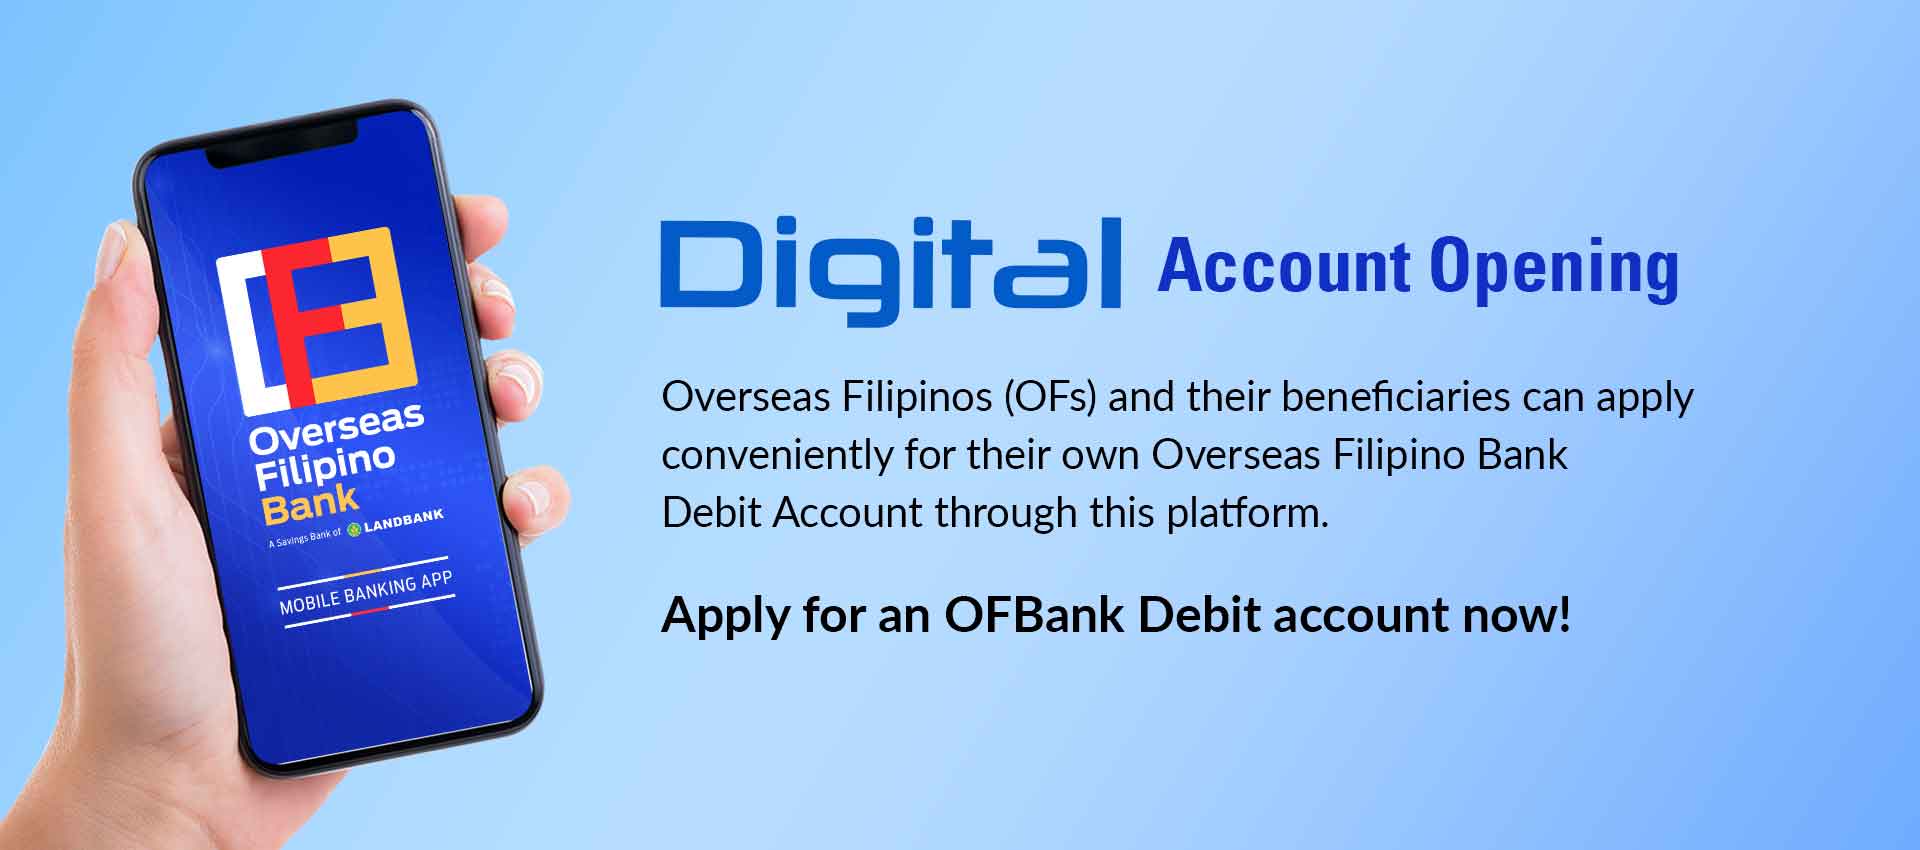 Overseas
Filipino
Bank
A Savings Bank of LANDBANK
MOBILE BANKING APP
Digital Account Opening
Overseas Filipinos (OFs) and their beneficiaries can apply
conveniently for their own Overseas Filipino Bank
Debit Account through this platform.
Apply for an OFBank Debit account now!